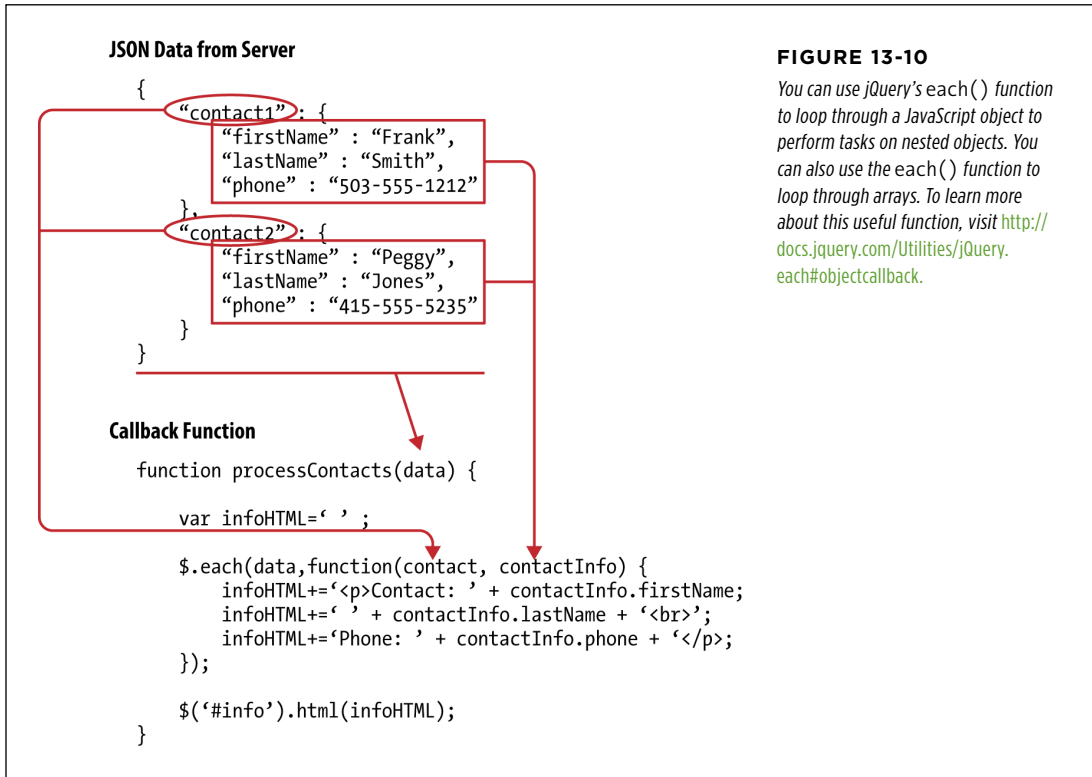 JSON Data from Server
{
“contact1” : {
“firstName” : “Frank”,
“lastName” : “Smith”,
“phone” : “503-555-1212”
},
“contact2” : {
“firstName” : “Peggy”,
“lastName” : “Jones”,
“phone” : “415-555-5235”
}
}
Callback Function
function processContacts(data) {
var infoHTML=‘ ’ ;
$.each(data,function(contact, contactInfo) {
infoHTML+=‘<p>Contact: ’ + contactInfo.firstName;
infoHTML+=‘ ’ + contactInfo.lastName + ‘<br>’;
infoHTML+=‘Phone: ’ + contactInfo.phone + ‘</p>;
});
$(‘#info’).html(infoHTML);
}
FIGURE 13-10
You can use jQuery’s each() function
to loop through a JavaScript object to
perform tasks on nested objects. You
can also use the each() function to
loop through arrays. To learn more
about this useful function, visit http://
docs.jquery.com/Utilities/jQuery.
each#objectcallback.